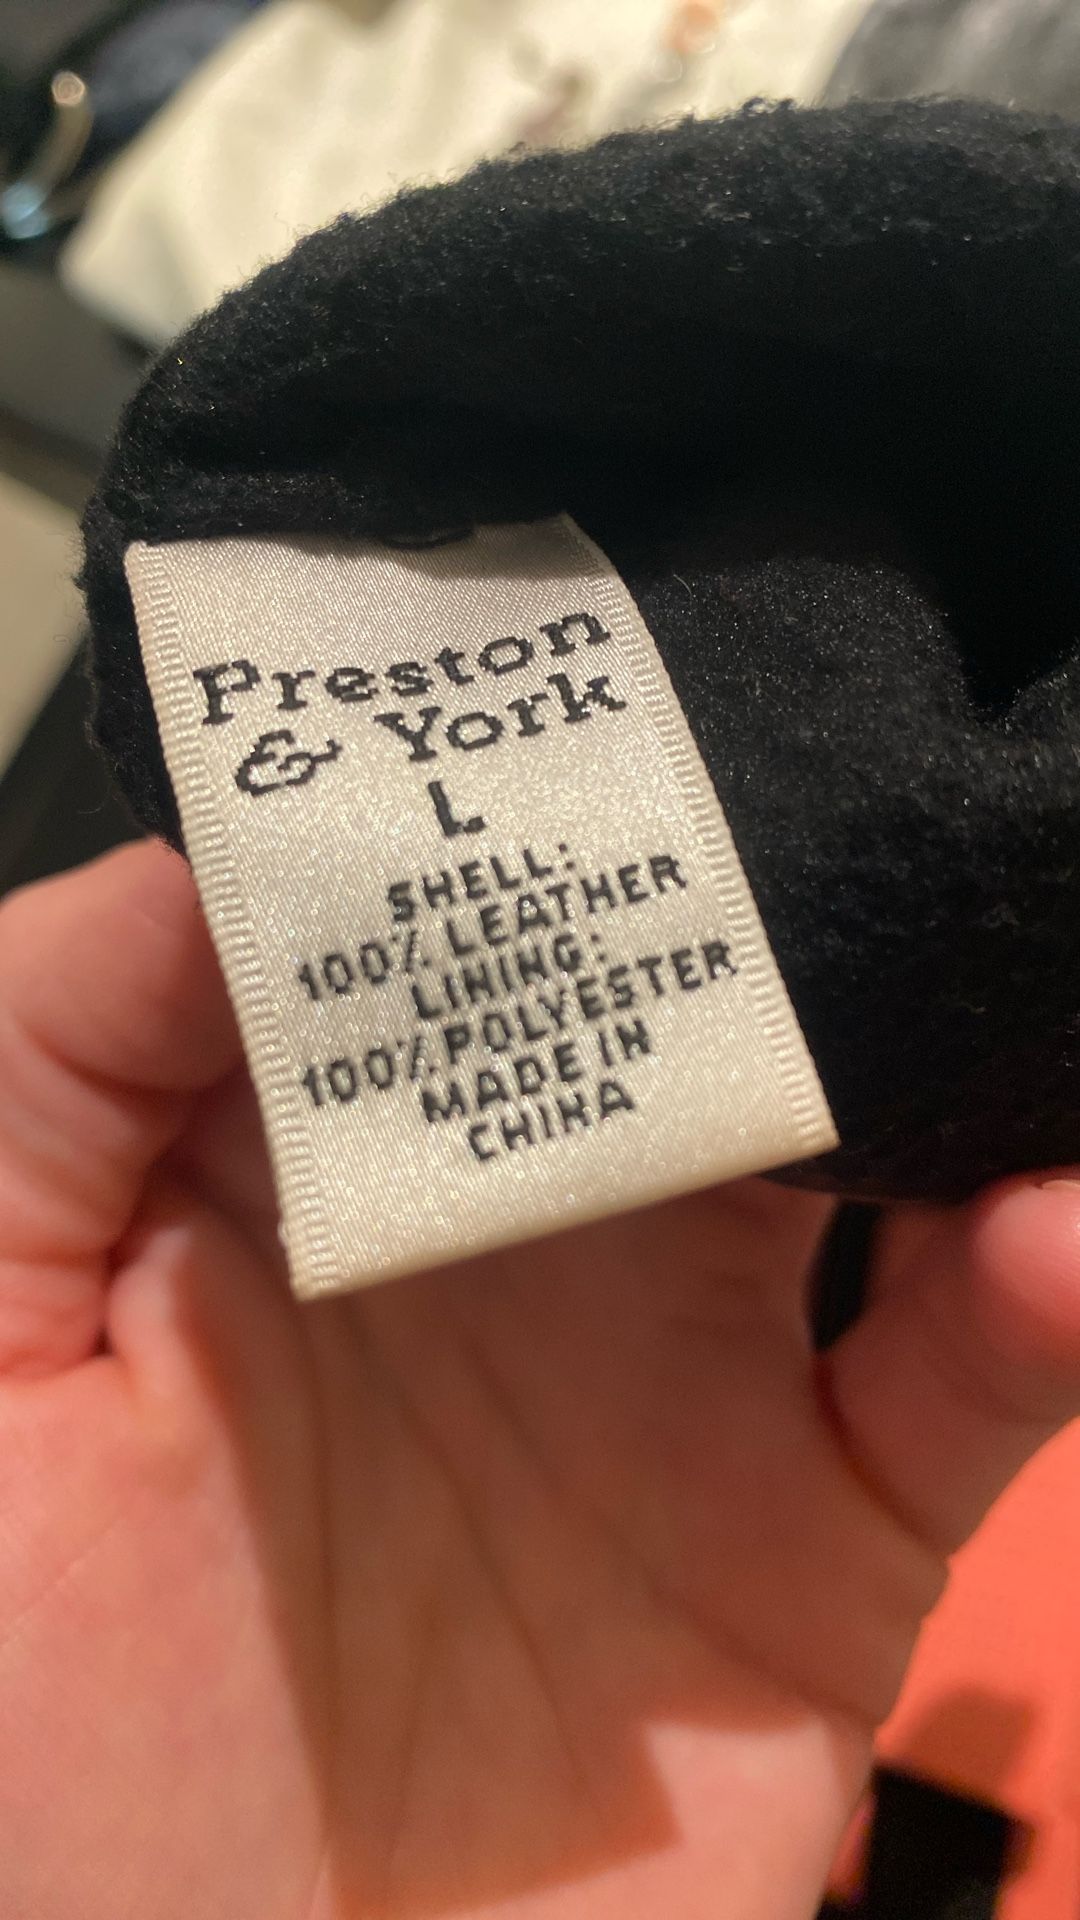 Preston
& York
L
SHELL:
100% LEATHER
LINING:
100% POLYESTER
MADE IN
CHINA